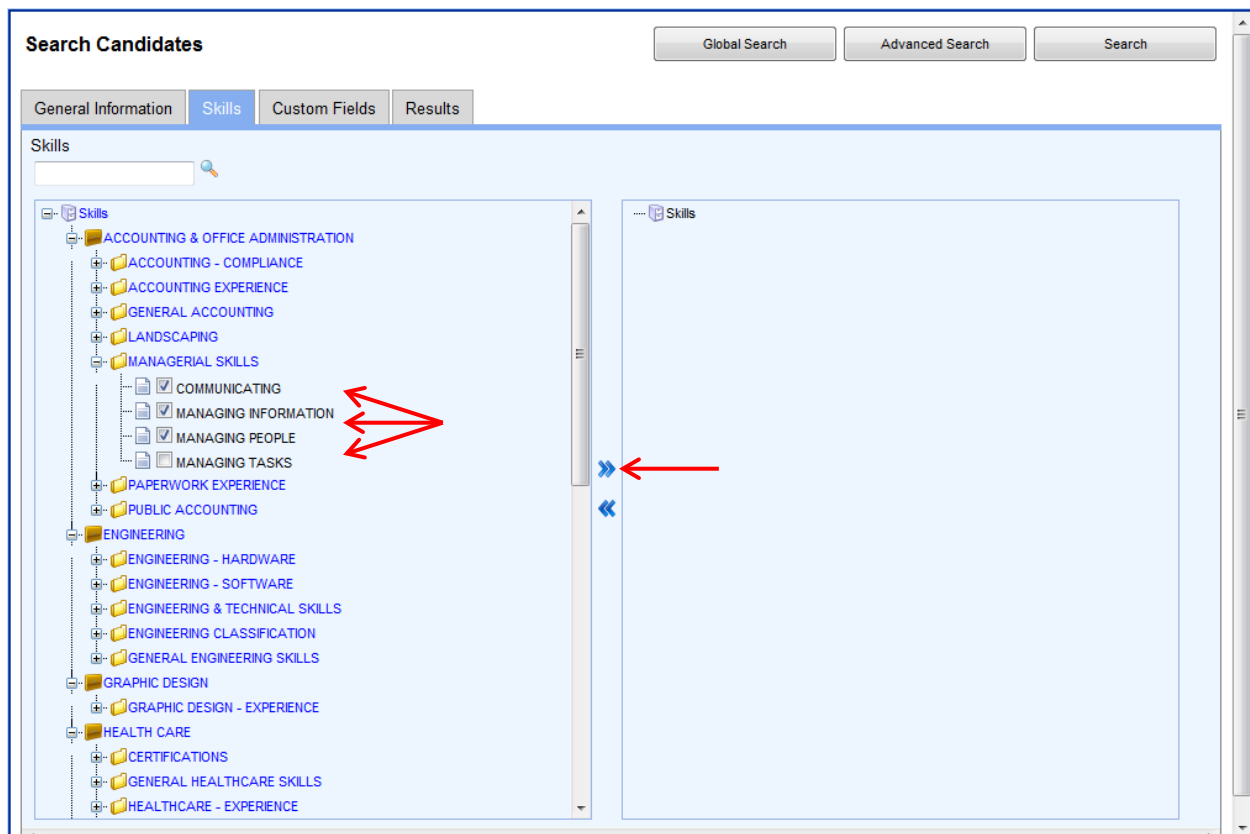 Search Candidates
Global Search
Advanced Search
Search
General Information
Skills
Custom Fields
Results
Skills
Skills
ACCOUNTING & OFFICE ADMINISTRATION
ACCOUNTING - COMPLIANCE
ACCOUNTING EXPERIENCE
GENERAL ACCOUNTING
LANDSCAPING
MANAGERIAL SKILLS
COMMUNICATING
MANAGING INFORMATION
MANAGING PEOPLE
MANAGING TASKS
PAPERWORK EXPERIENCE
PUBLIC ACCOUNTING
ENGINEERING
ENGINEERING - HARDWARE
ENGINEERING - SOFTWARE
ENGINEERING & TECHNICAL SKILLS
ENGINEERING CLASSIFICATION
GENERAL ENGINEERING SKILLS
GRAPHIC DESIGN
GRAPHIC DESIGN - EXPERIENCE
HEALTH CARE
CERTIFICATIONS
GENERAL HEALTHCARE SKILLS
HEALTHCARE - EXPERIENCE
Skills